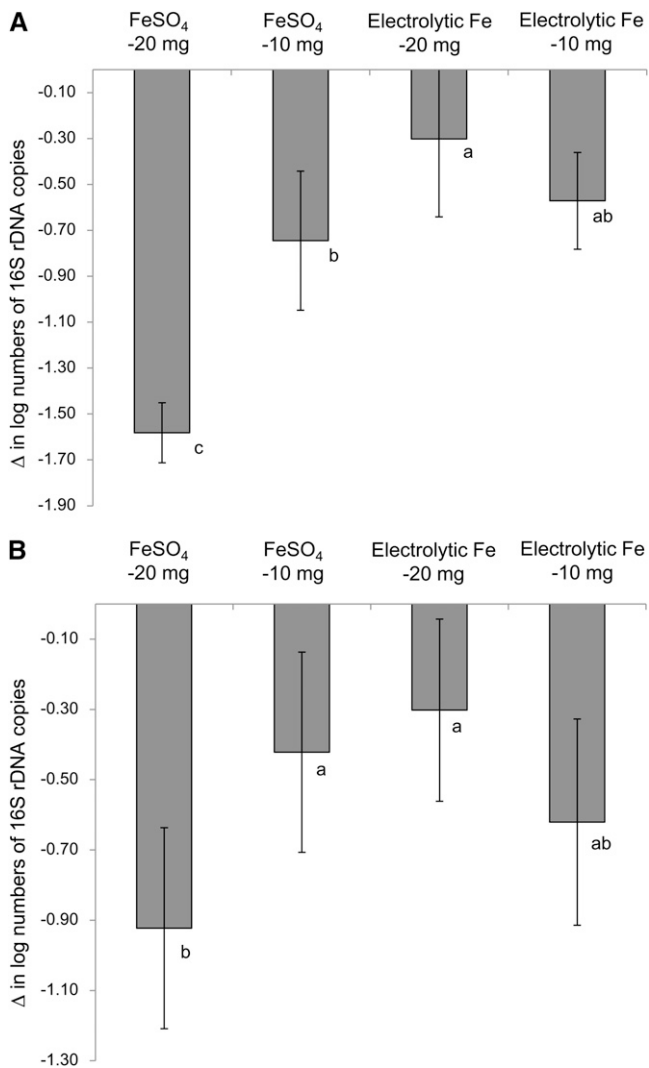 A
FeSO₄ FeSO₄ Electrolytic Fe Electrolytic Fe
-20 mg -10 mg -20 mg -10 mg
Δ in log numbers of 16S rDNA copies
-0.10
-0.30
-0.50
-0.70
-0.90
-1.10
-1.30
-1.50
-1.70
-1.90
c
b
a
ab
B
FeSO₄ FeSO₄ Electrolytic Fe Electrolytic Fe
-20 mg -10 mg -20 mg -10 mg
Δ in log numbers of 16S rDNA copies
-0.10
-0.30
-0.50
-0.70
-0.90
-1.10
-1.30
b
a
a
ab